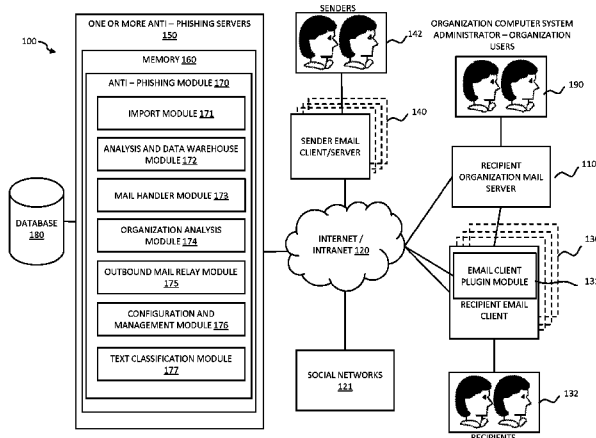 100
ONE OR MORE ANTI – PHISHING SERVERS
150
MEMORY 160
ANTI – PHISHING MODULE 170
IMPORT MODULE 171
ANALYSIS AND DATA WAREHOUSE
MODULE 172
MAIL HANDLER MODULE 173
ORGANIZATION ANALYSIS
MODULE 174
OUTBOUND MAIL RELAY MODULE
175
CONFIGURATION AND
MANAGEMENT MODULE 176
TEXT CLASSIFICATION MODULE
177
DATABASE
180
SENDERS
142
140
SENDER EMAIL
CLIENT/SERVER
INTERNET /
INTRANET 120
SOCIAL NETWORKS
121
ORGANIZATION COMPUTER SYSTEM
ADMINISTRATOR – ORGANIZATION
USERS
190
RECIPIENT
ORGANIZATION MAIL
SERVER
110
EMAIL CLIENT
PLUGIN MODULE
RECIPIENT EMAIL
CLIENT
132
RECIPIENTS